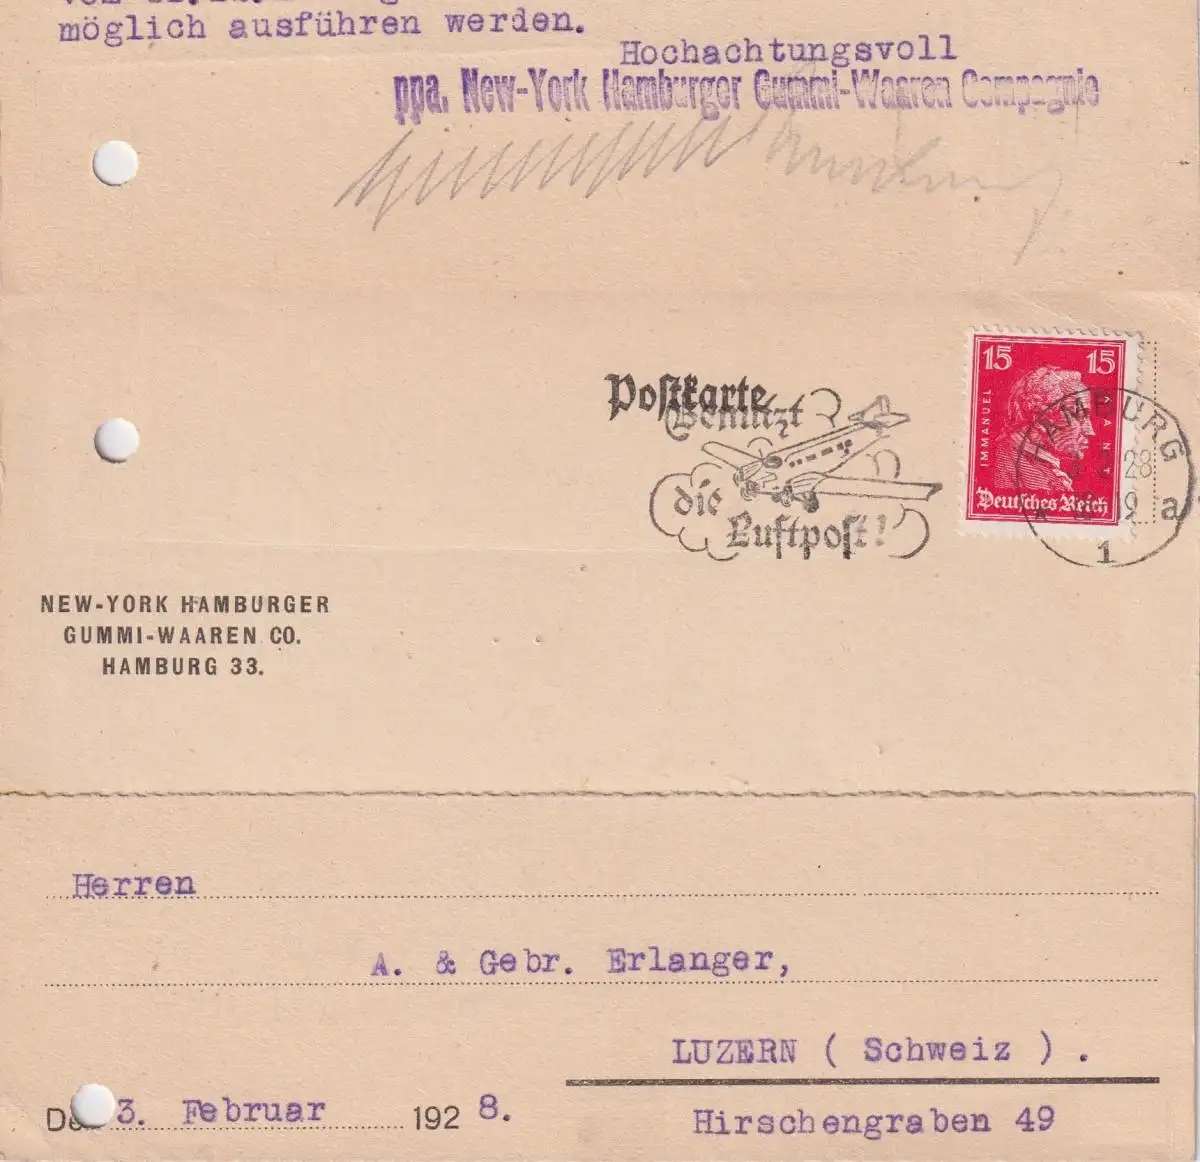 möglich ausführen werden.
Hochachtungsvoll
ppa. New-York Hamburger Gummi-Waaren Compagnie
15 15
IMMANUEL KANT
Deutsches Reich
Postkarte
Benützt
die
Luftpost!
HAMBURG
2 28
a
1
NEW-YORK HAMBURGER
GUMMI-WAAREN CO.
HAMBURG 33.
Herren
A. & Gebr. Erlanger,
LUZERN ( Schweiz ) .
3. Februar 1928.
Hirschengraben 49